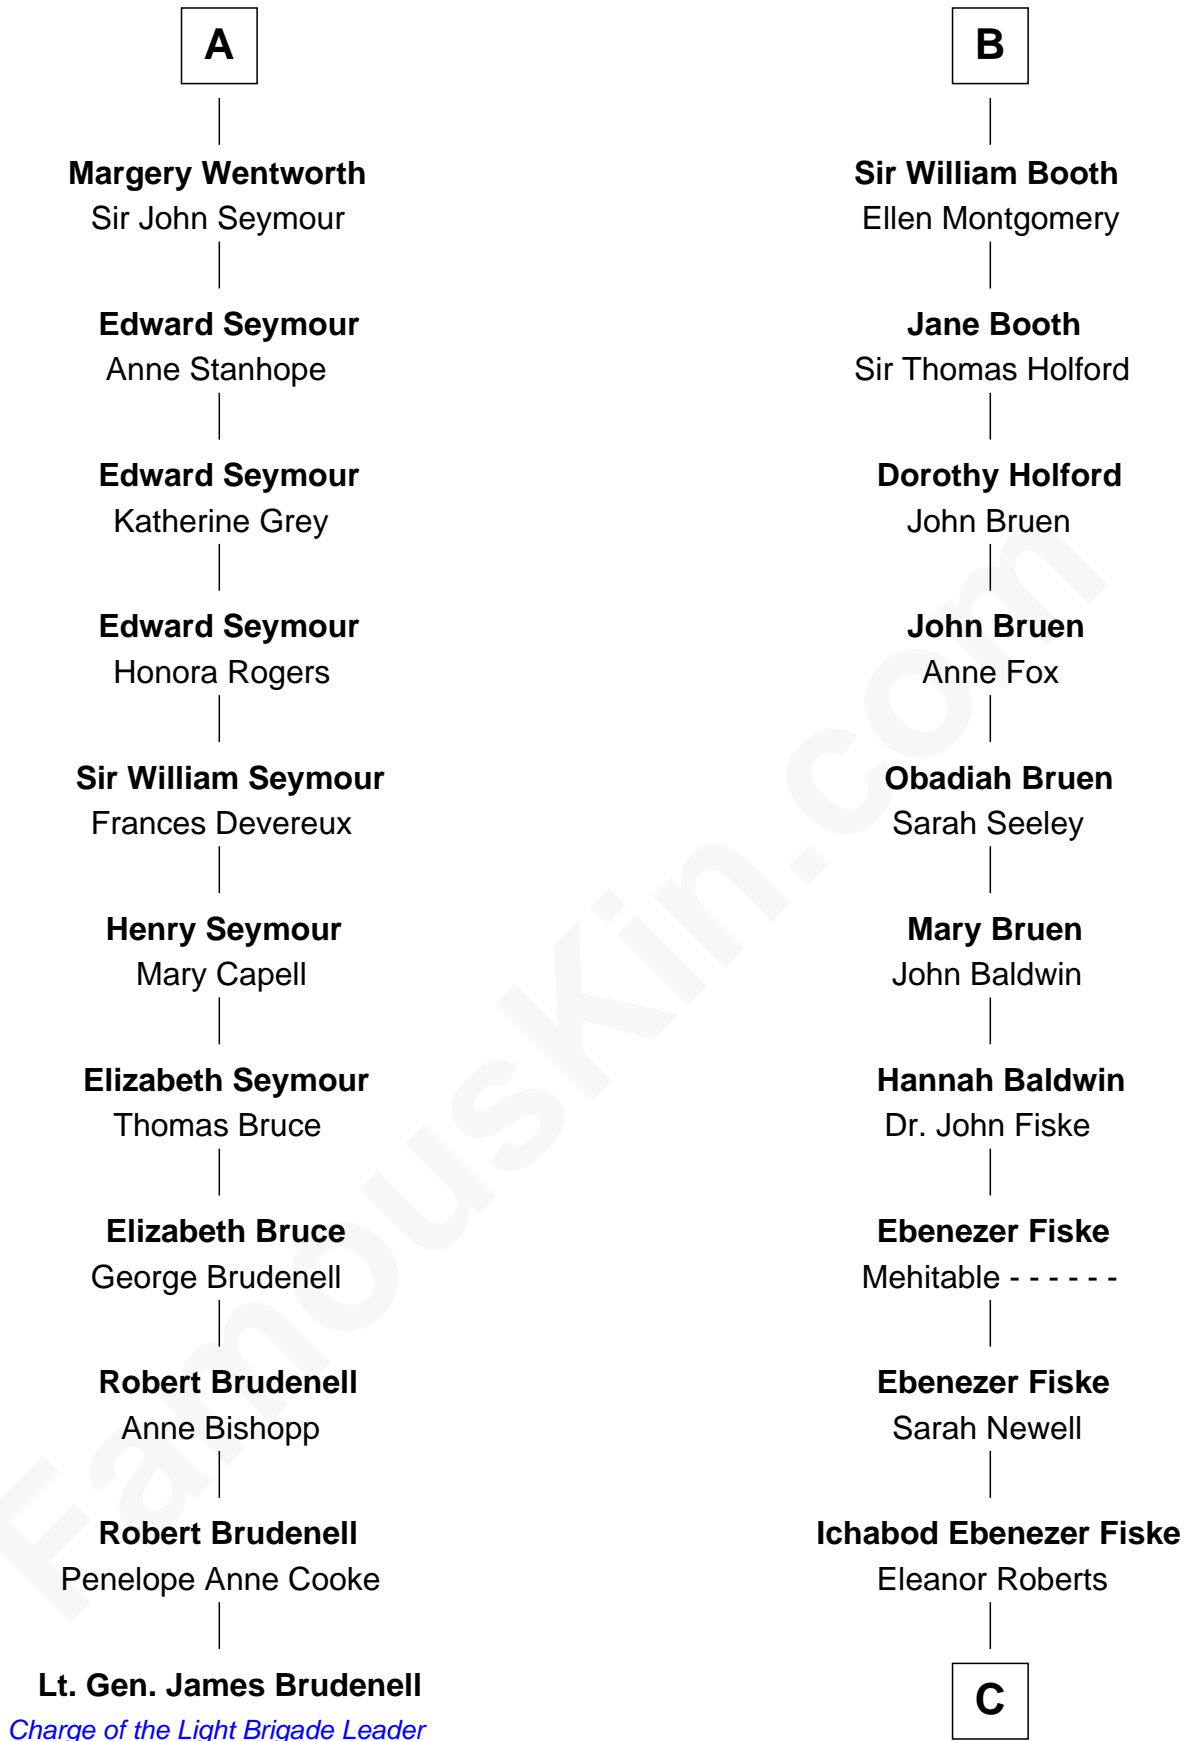 A
Margery Wentworth
Sir John Seymour
Edward Seymour
Anne Stanhope
Edward Seymour
Katherine Grey
Edward Seymour
Honora Rogers
Sir William Seymour
Frances Devereux
Henry Seymour
Mary Capell
Elizabeth Seymour
Thomas Bruce
Elizabeth Bruce
George Brudenell
Robert Brudenell
Anne Bishopp
Robert Brudenell
Penelope Anne Cooke
Lt. Gen. James Brudenell
Charge of the Light Brigade Leader
B
Sir William Booth
Ellen Montgomery
Jane Booth
Sir Thomas Holford
Dorothy Holford
John Bruen
John Bruen
Anne Fox
Obadiah Bruen
Sarah Seeley
Mary Bruen
John Baldwin
Hannah Baldwin
Dr. John Fiske
Ebenezer Fiske
Mehitable - - - - - -
Ebenezer Fiske
Sarah Newell
Ichabod Ebenezer Fiske
Eleanor Roberts
C
FamousKin.com